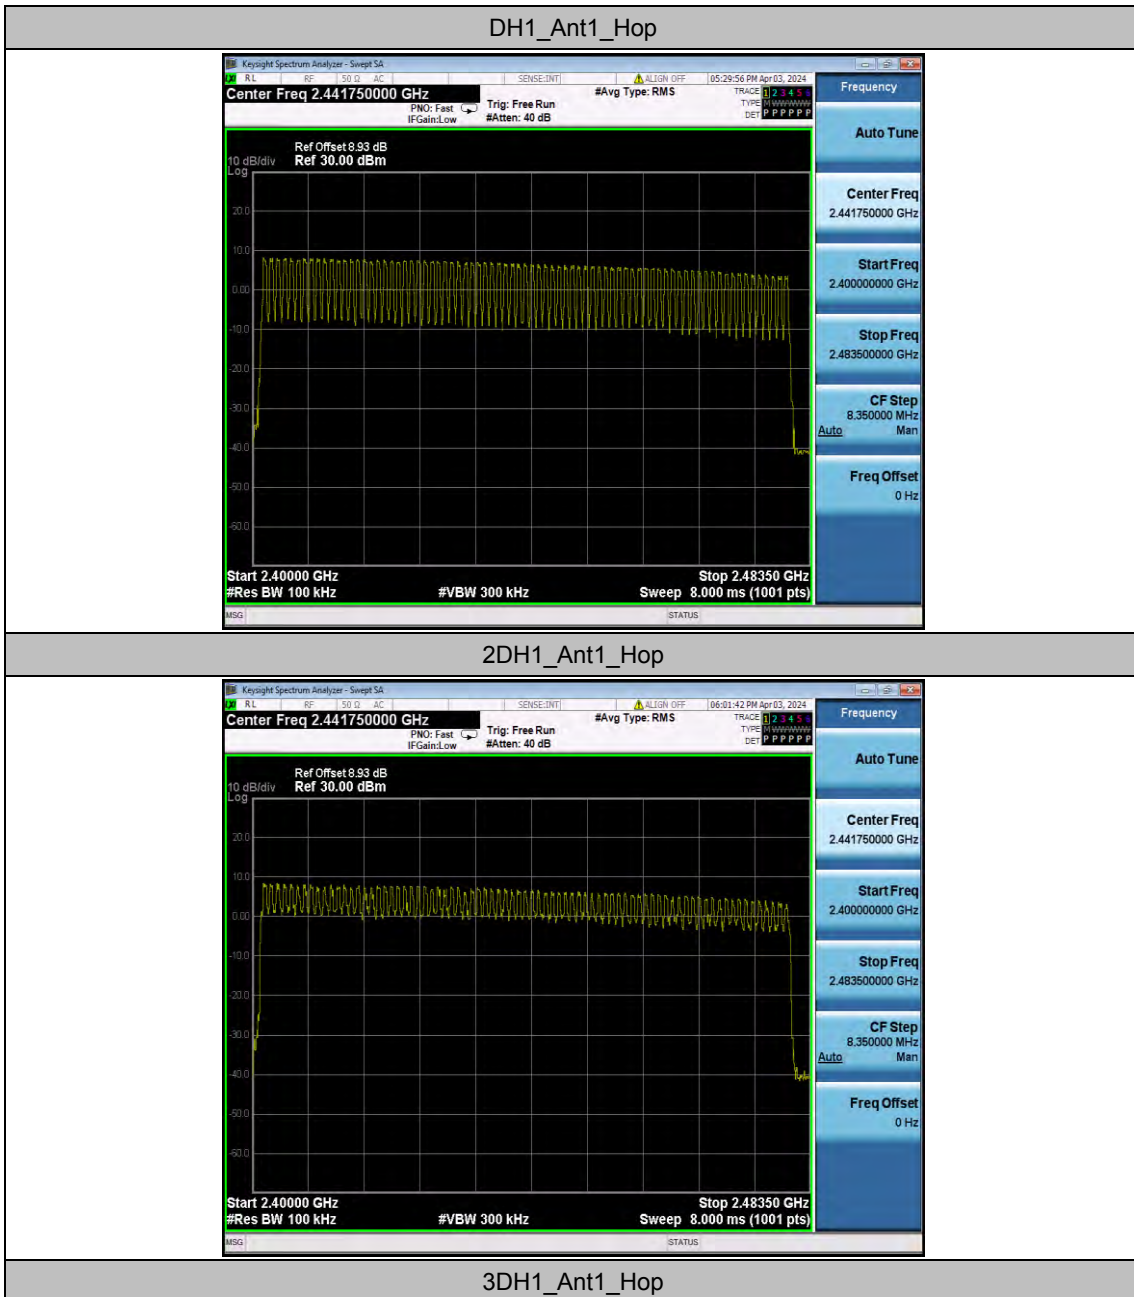 DH1_Ant1_Hop
Keysight Spectrum Analyzer - Swept SA
RL RF 50 Ω AC SENSE:INT ALIGN OFF 05:29:56 PM Apr 03, 2024
Center Freq 2.441750000 GHz #Avg Type: RMS TRACE 1 2 3 4 5 6
PNO: Fast Trig: Free Run TYPE M WWWWW
IFGain:Low #Atten: 40 dB DET P P P P P P
Frequency
Auto Tune
Ref Offset 8.93 dB
10 dB/div Ref 30.00 dBm
Log
20.0
10.0
0.00
-10.0
-20.0
-30.0
-40.0
-50.0
-60.0
Center Freq
2.441750000 GHz
Start Freq
2.400000000 GHz
Stop Freq
2.483500000 GHz
CF Step
8.350000 MHz
Auto Man
Freq Offset
0 Hz
Start 2.40000 GHz Stop 2.48350 GHz
#Res BW 100 kHz #VBW 300 kHz Sweep 8.000 ms (1001 pts)
MSG STATUS
2DH1_Ant1_Hop
Keysight Spectrum Analyzer - Swept SA
RL RF 50 Ω AC SENSE:INT ALIGN OFF 06:01:42 PM Apr 03, 2024
Center Freq 2.441750000 GHz #Avg Type: RMS TRACE 1 2 3 4 5 6
PNO: Fast Trig: Free Run TYPE M WWWWW
IFGain:Low #Atten: 40 dB DET P P P P P P
Frequency
Auto Tune
Ref Offset 8.93 dB
10 dB/div Ref 30.00 dBm
Log
20.0
10.0
0.00
-10.0
-20.0
-30.0
-40.0
-50.0
-60.0
Center Freq
2.441750000 GHz
Start Freq
2.400000000 GHz
Stop Freq
2.483500000 GHz
CF Step
8.350000 MHz
Auto Man
Freq Offset
0 Hz
Start 2.40000 GHz Stop 2.48350 GHz
#Res BW 100 kHz #VBW 300 kHz Sweep 8.000 ms (1001 pts)
MSG STATUS
3DH1_Ant1_Hop